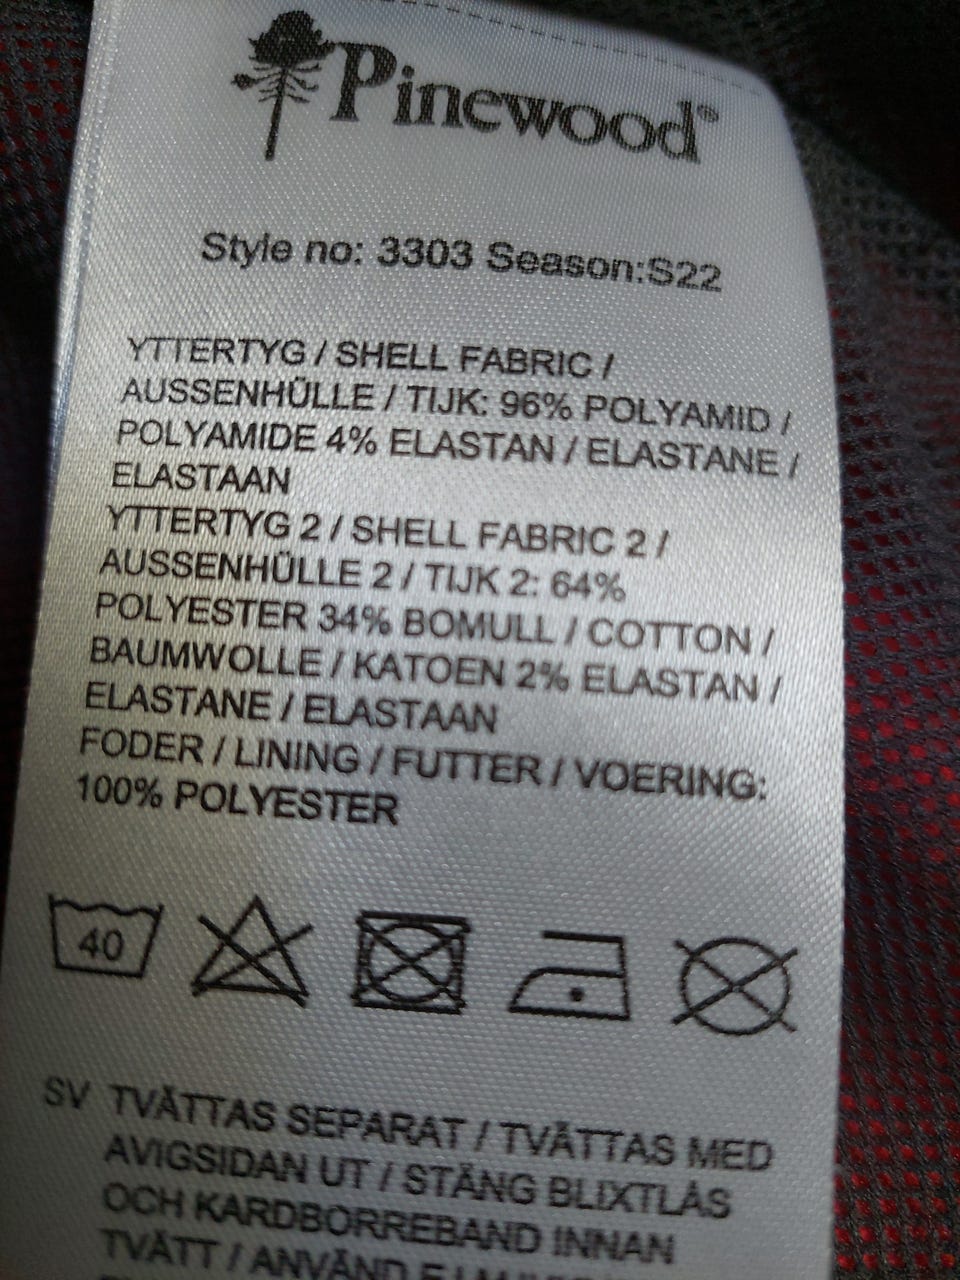 Pinewood®
Style no: 3303 Season:S22
YTTERTYG / SHELL FABRIC /
AUSSENHÜLLE / TIJK: 96% POLYAMID /
POLYAMIDE 4% ELASTAN / ELASTANE /
ELASTAAN
YTTERTYG 2 / SHELL FABRIC 2 /
AUSSENHÜLLE 2 / TIJK 2: 64%
POLYESTER 34% BOMULL / COTTON /
BAUMWOLLE / KATOEN 2% ELASTAN /
ELASTANE / ELASTAAN
FODER / LINING / FUTTER / VOERING:
100% POLYESTER
40
SV TVÄTTAS SEPARAT / TVÄTTAS MED
AVIGSIDAN UT / STÄNG BLIXTLÅS
OCH KARDBORREBAND INNAN
TVÄTT / ANVÄND